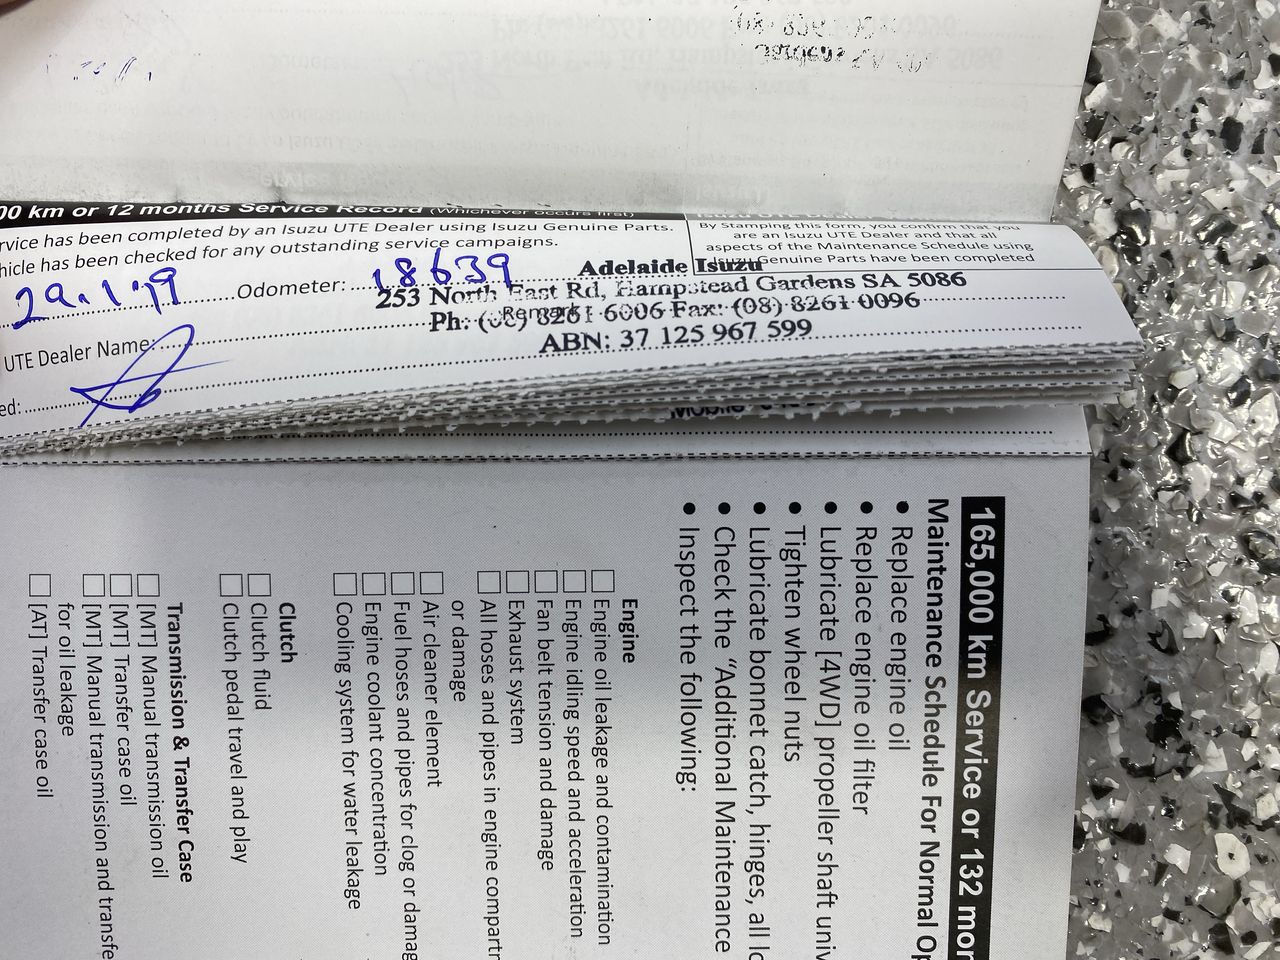 00 km or 12 months Service Record (Whichever occurs first)
rvice has been completed by an Isuzu UTE Dealer using Isuzu Genuine Parts.
hicle has been checked for any outstanding service campaigns.
29.1.19 Odometer: 18639
UTE Dealer Name:
ed:
By Stamping this form, you confirm that you
are an Isuzu UTE Dealer and that all
aspects of the Maintenance Schedule using
Isuzu Genuine Parts have been completed
Adelaide Isuzu
253 North East Rd, Hampstead Gardens SA 5086
Ph: (08) 8261 6006 Fax: (08) 8261 0096
ABN: 37 125 967 599
165,000 km Service or 132 mon
Maintenance Schedule For Normal Op
• Replace engine oil
• Replace engine oil filter
• Lubricate [4WD] propeller shaft univ
• Tighten wheel nuts
• Lubricate bonnet catch, hinges, all lo
• Check the “Additional Maintenance
• Inspect the following:
Engine
Engine oil leakage and contamination
Engine idling speed and acceleration
Fan belt tension and damage
Exhaust system
All hoses and pipes in engine compartm
or damage
Air cleaner element
Fuel hoses and pipes for clog or damag
Engine coolant concentration
Cooling system for water leakage
Clutch
Clutch fluid
Clutch pedal travel and play
Transmission & Transfer Case
[MT] Manual transmission oil
[MT] Transfer case oil
[MT] Manual transmission and transfe
for oil leakage
[AT] Transfer case oil